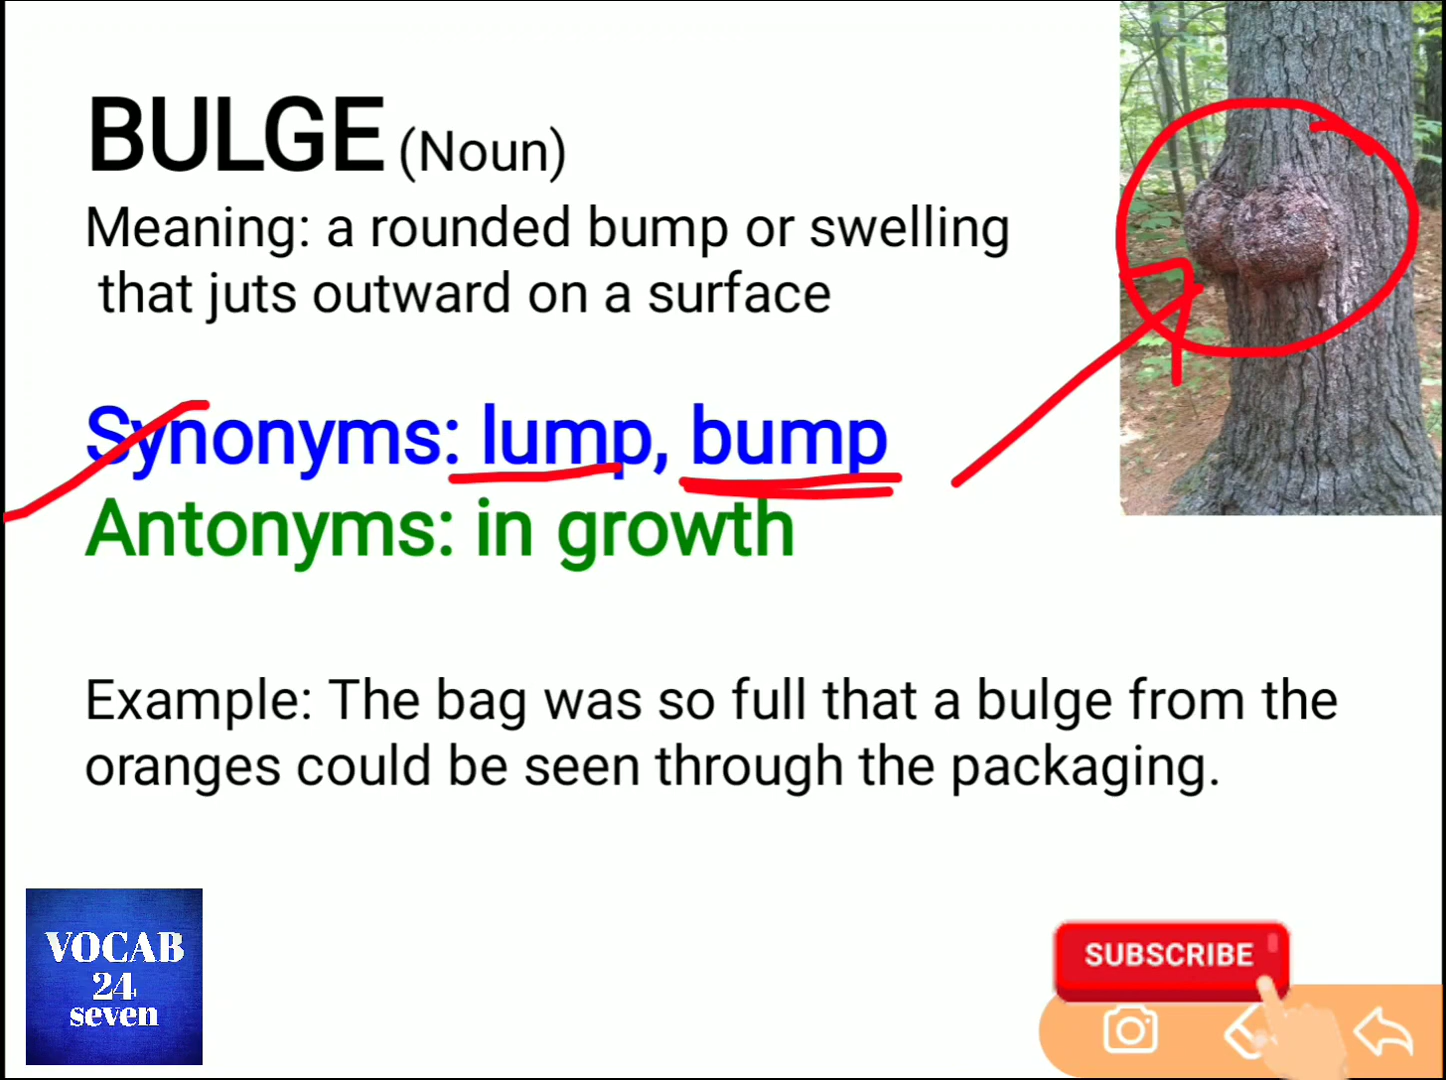 BULGE (Noun)
Meaning: a rounded bump or swelling
that juts outward on a surface
Synonyms: lump, bump
Antonyms: in growth
Example: The bag was so full that a bulge from the
oranges could be seen through the packaging.
VOCAB
24
seven
SUBSCRIBE